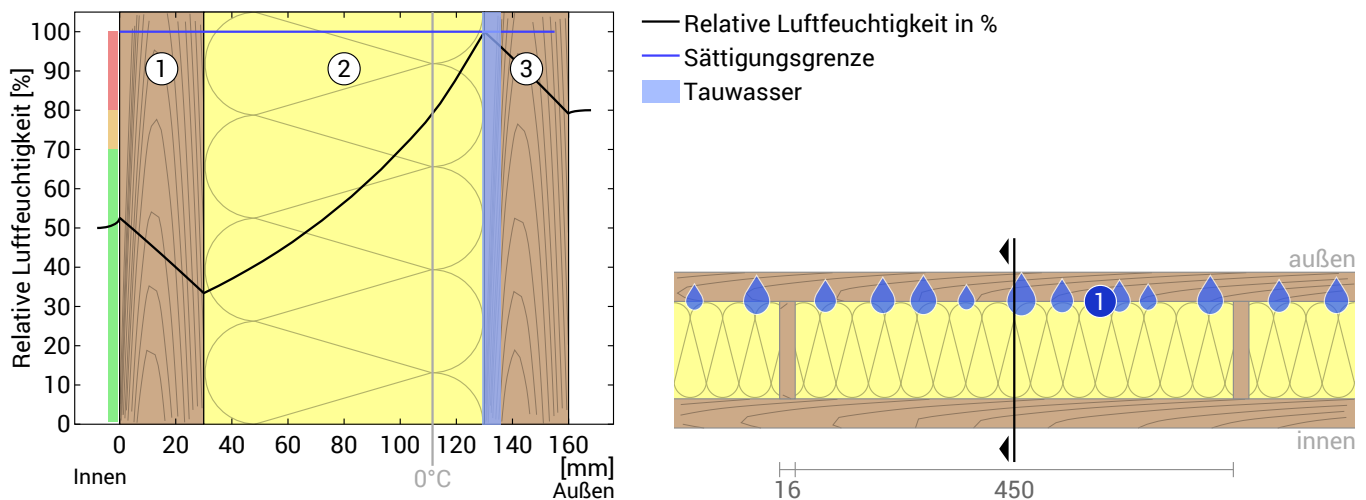 Relative Luftfeuchtigkeit [%]
100
90
80
70
60
50
40
30
20
10
0
1
2
3
0 20 40 60 80 100 120 140 160
[mm]
Innen
0°C
Außen
Relative Luftfeuchtigkeit in %
Sättigungsgrenze
Tauwasser
außen
1
innen
16 450